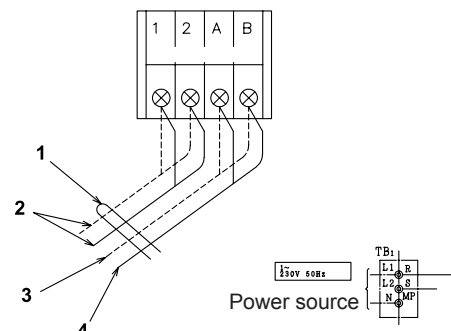 1 2 A B
1
2
3
4
TB1
1~
230V 50Hz
L1 R
L2 S
N MP
Power source